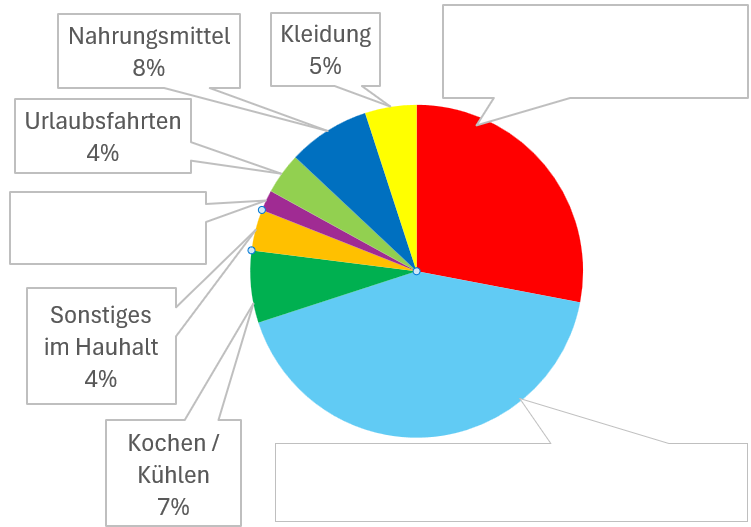 Nahrungsmittel
8%
Kleidung
5%
Urlaubsfahrten
4%
Sonstiges
im Hauhalt
4%
Kochen /
Kühlen
7%